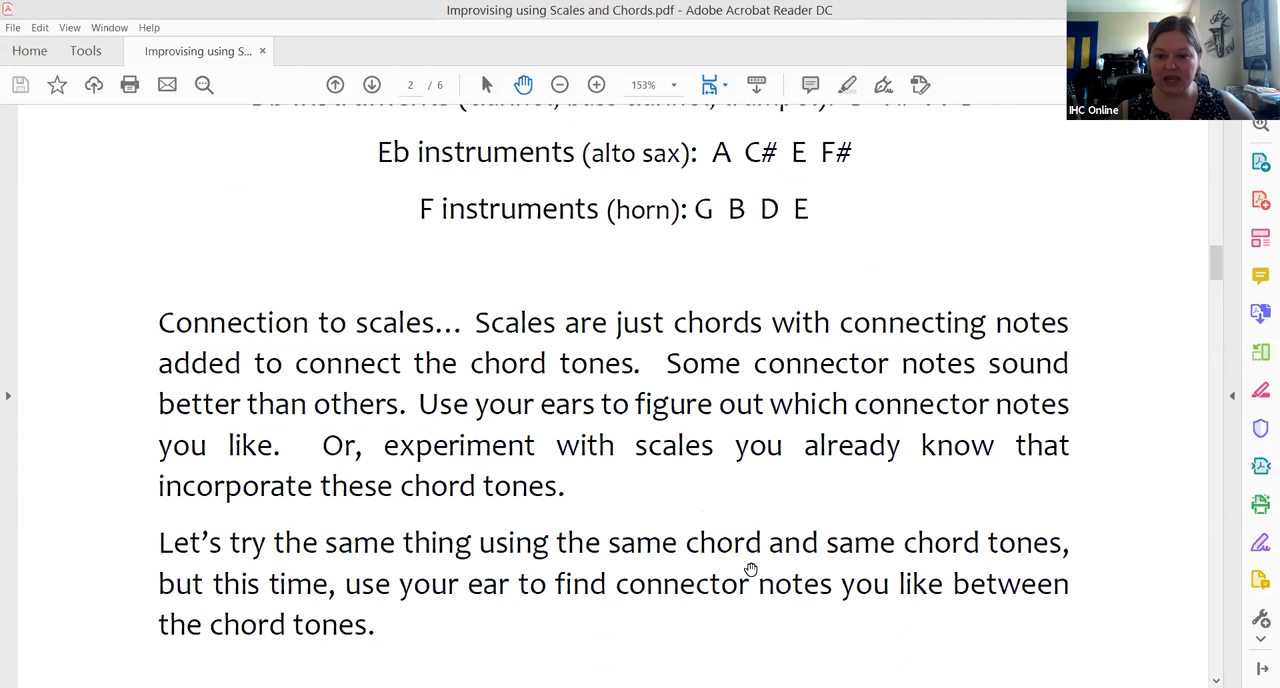 Improvising using Scales and Chords.pdf - Adobe Acrobat Reader DC
File Edit View Window Help
Home Tools Improvising using S... ×
2 / 6 153%
IHC Online
Eb instruments (alto sax): A C# E F#
F instruments (horn): G B D E
Connection to scales... Scales are just chords with connecting notes
added to connect the chord tones. Some connector notes sound
better than others. Use your ears to figure out which connector notes
you like. Or, experiment with scales you already know that
incorporate these chord tones.
Let's try the same thing using the same chord and same chord tones,
but this time, use your ear to find connector notes you like between
the chord tones.